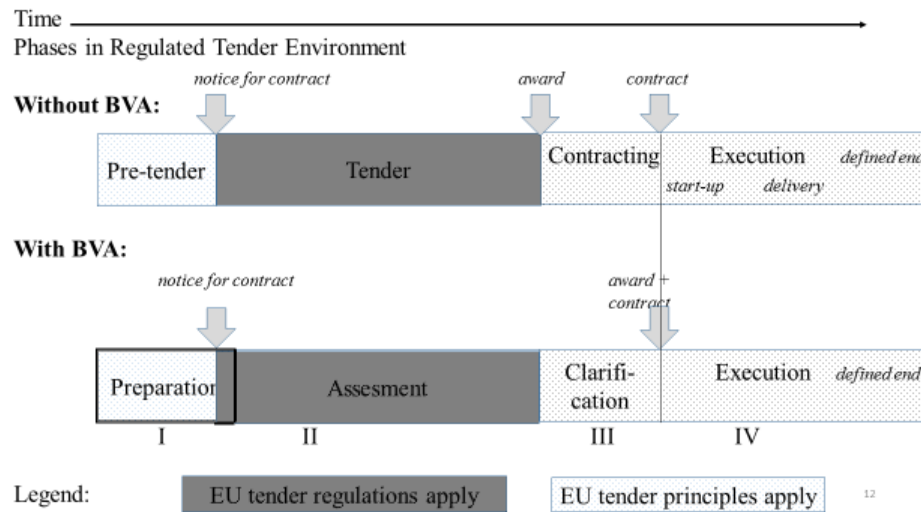 Time
Phases in Regulated Tender Environment
notice for contract
award
contract
Without BVA:
Pre-tender
Tender
Contracting
Execution
defined end
start-up
delivery
With BVA:
notice for contract
award +
contract
Preparation
Assesment
Clarifi-
cation
Execution
defined end
I
II
III
IV
Legend:
EU tender regulations apply
EU tender principles apply
12